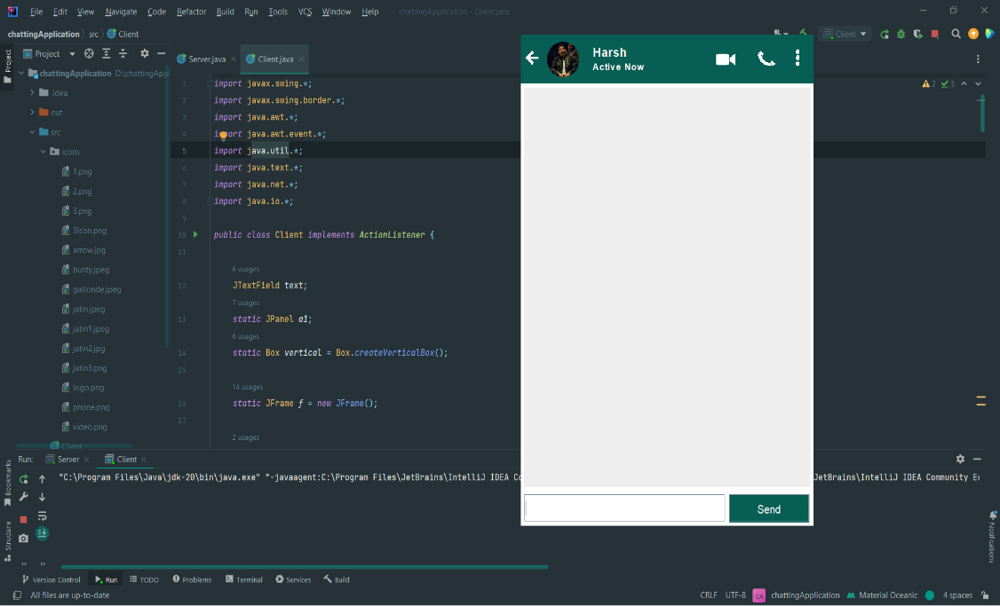 File Edit View Navigate Code Refactor Build Run Tools VCS Window Help chattingApplication - Client.java
chattingApplication src Client
Client
Project
Project
Server.java
Client.java
chattingApplication D:\chattingAppl
.idea
out
src
icons
1.png
2.png
3.png
3icon.png
arrow.jpg
bunty.jpeg
gaitonde.jpeg
jatin.jpeg
jatin1.jpeg
jatin2.jpg
jatin3.png
logo.png
phone.png
video.png
Client
1 import javax.swing.*;
2 import javax.swing.border.*;
3 import java.awt.*;
4 import java.awt.event.*;
5 import java.util.*;
6 import java.text.*;
7 import java.net.*;
8 import java.io.*;
9
10 public class Client implements ActionListener {
11
6 usages
12 JTextField text;
7 usages
13 static JPanel a1;
6 usages
14 static Box vertical = Box.createVerticalBox();
15
14 usages
16 static JFrame f = new JFrame();
17
2 usages
2 3
Harsh
Active Now
Send
Run: Server Client
"C:\Program Files\Java\jdk-20\bin\java.exe" "-javaagent:C:\Program Files\JetBrains\IntelliJ IDEA Co
JetBrains\IntelliJ IDEA Community Ed
Bookmarks
Structure
Notifications
Version Control Run TODO Problems Terminal Services Build
All files are up-to-date
CRLF UTF-8 CA chattingApplication Material Oceanic 4 spaces